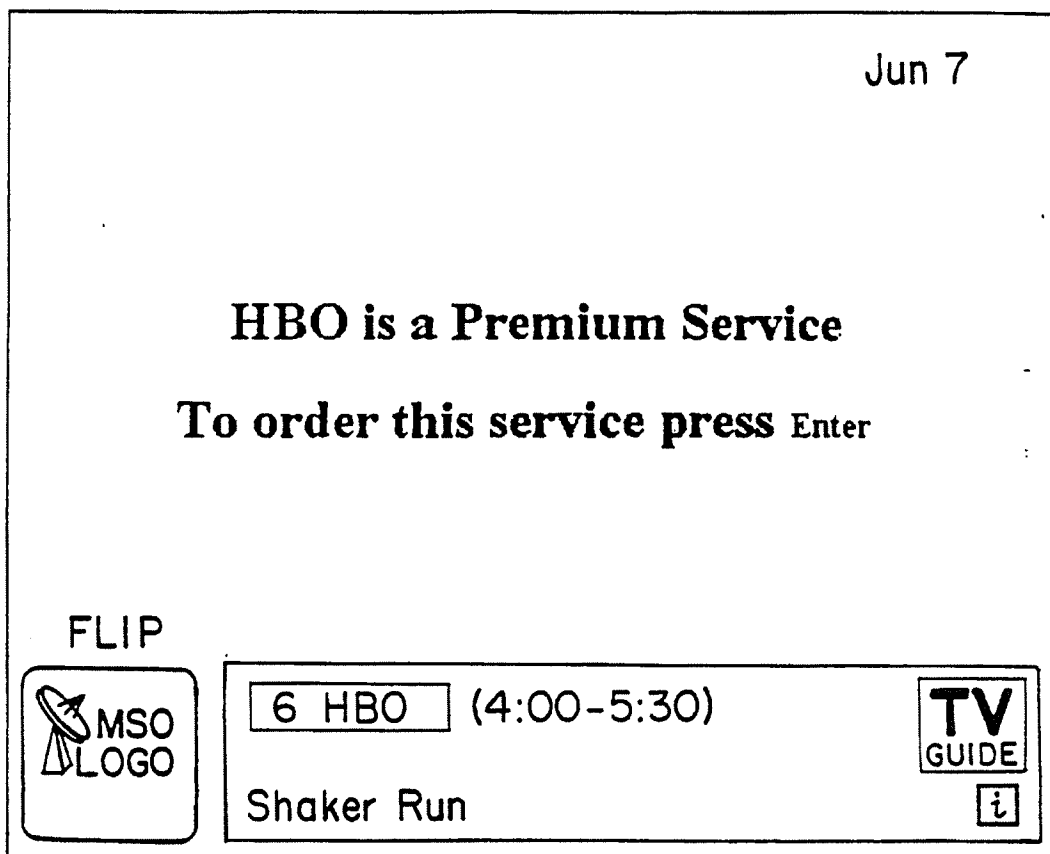 Jun 7
HBO is a Premium Service
To order this service press Enter
FLIP
MSO
LOGO
6 HBO (4:00-5:30)
TV
GUIDE
Shaker Run
i